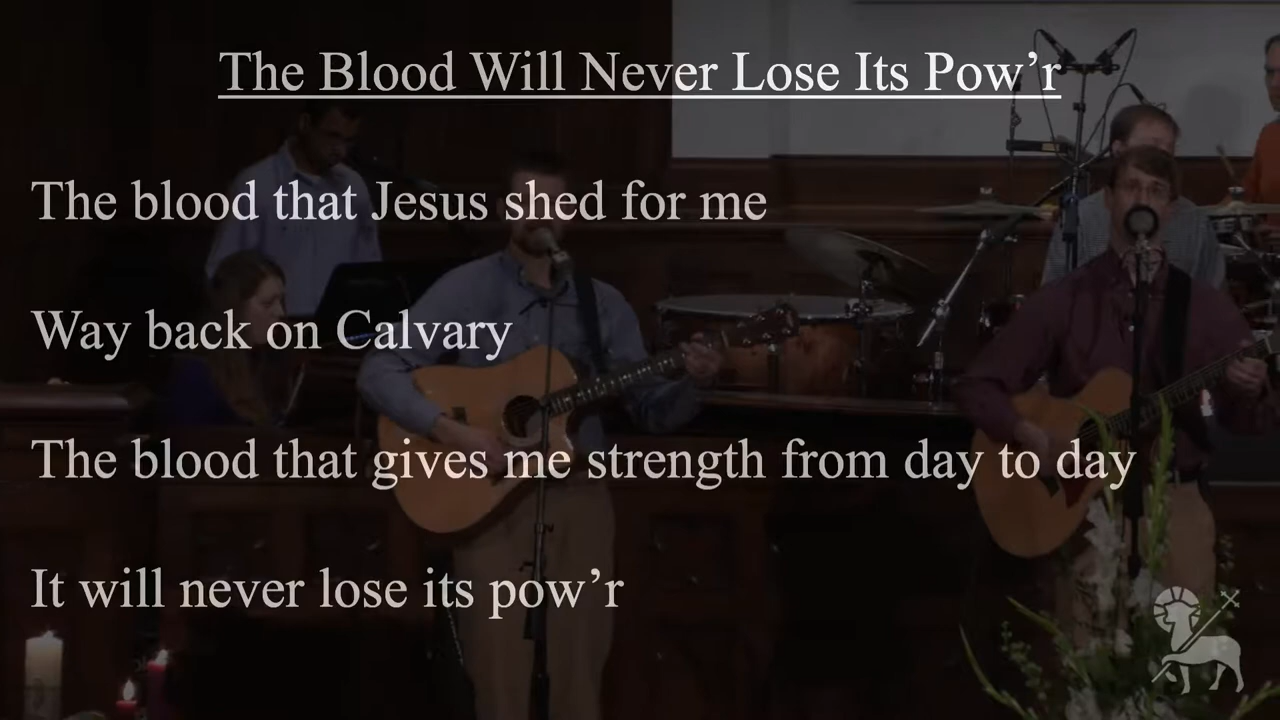 The Blood Will Never Lose Its Pow’r
The blood that Jesus shed for me
Way back on Calvary
The blood that gives me strength from day to day
It will never lose its pow’r